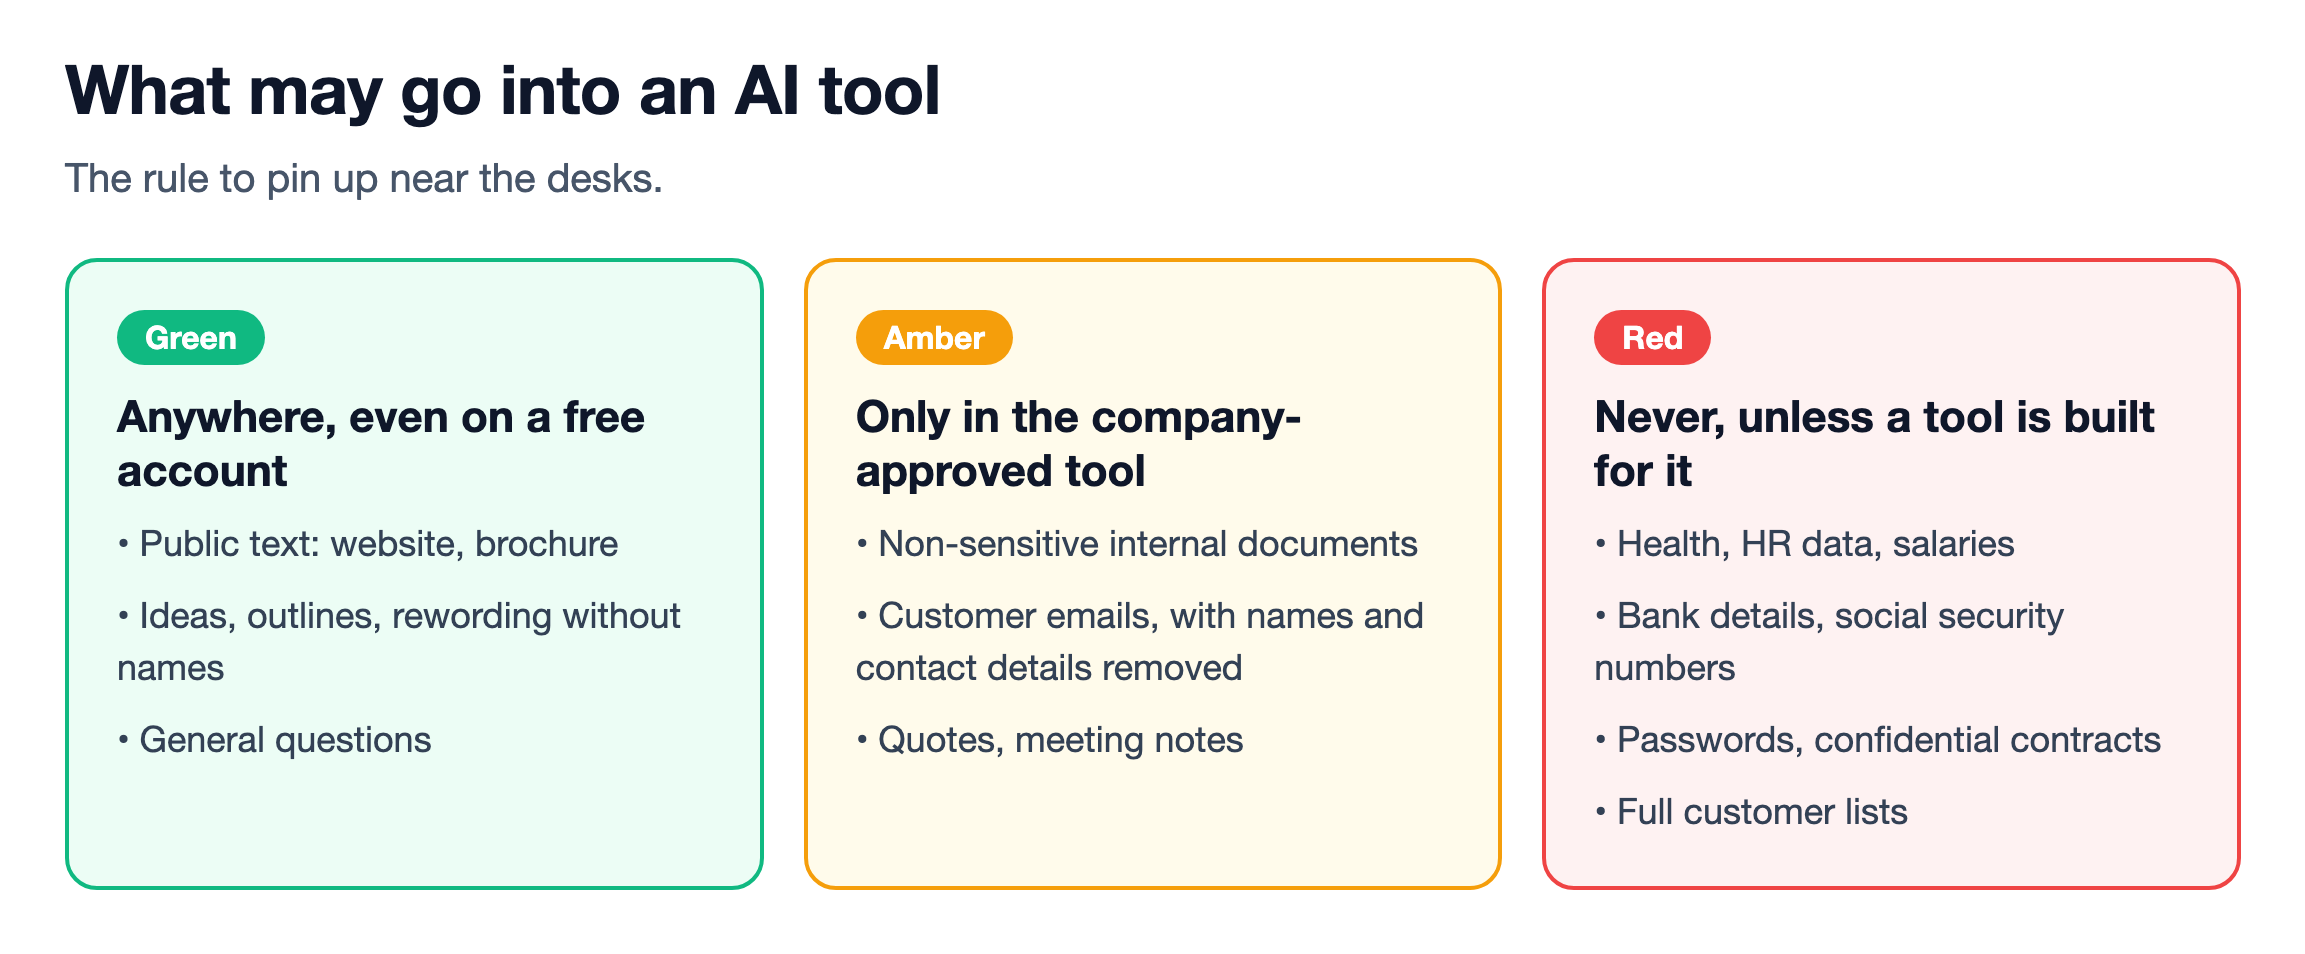 What may go into an AI tool
The rule to pin up near the desks.
Green
Anywhere, even on a free
account
• Public text: website, brochure
• Ideas, outlines, rewording without
names
• General questions
Amber
Only in the company-
approved tool
• Non-sensitive internal documents
• Customer emails, with names and
contact details removed
• Quotes, meeting notes
Red
Never, unless a tool is built
for it
• Health, HR data, salaries
• Bank details, social security
numbers
• Passwords, confidential contracts
• Full customer lists